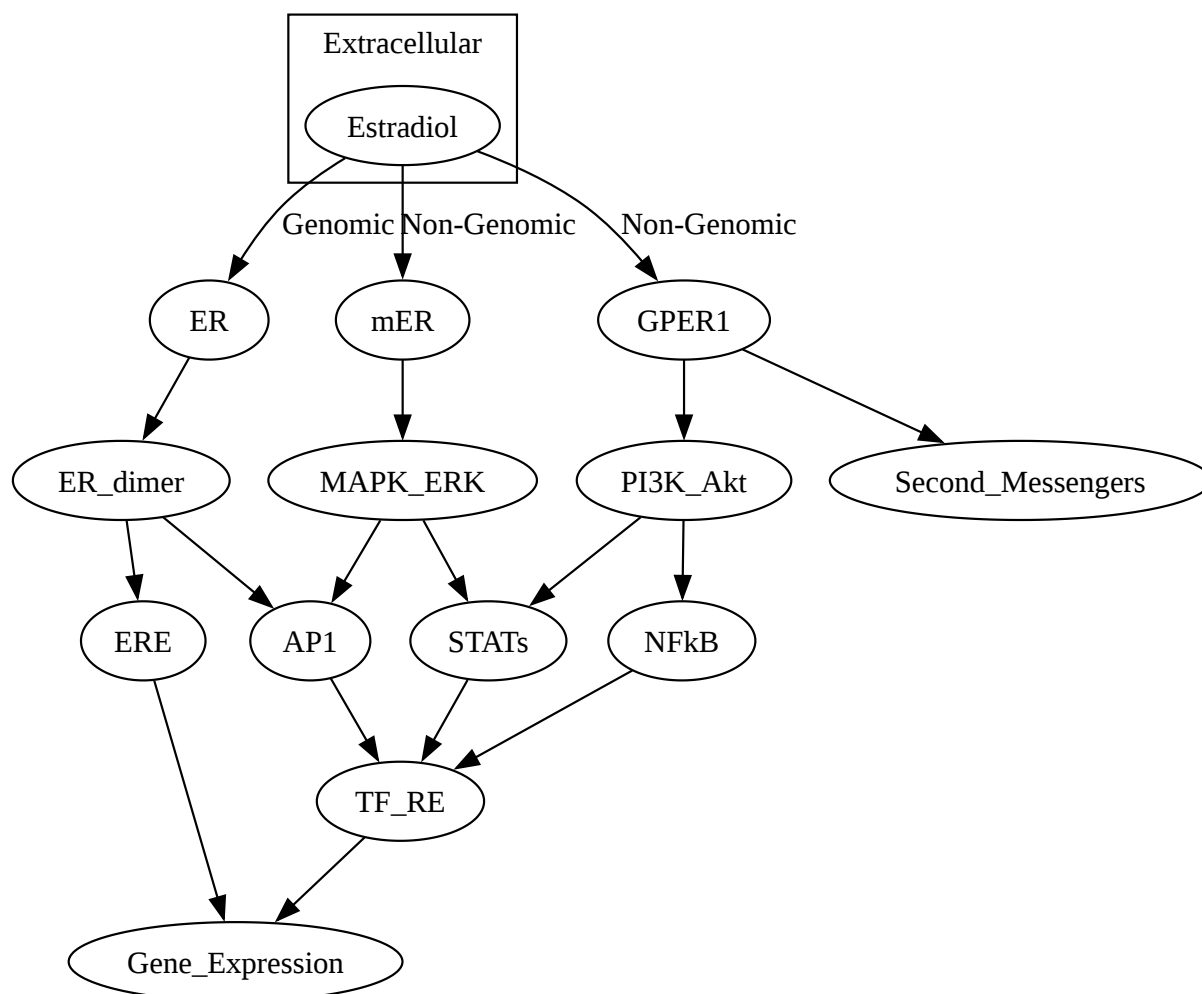 Extracellular
Estradiol
Genomic
Non-Genomic
Non-Genomic
ER
mER
GPER1
ER_dimer
MAPK_ERK
PI3K_Akt
Second_Messengers
ERE
AP1
STATs
NFkB
TF_RE
Gene_Expression